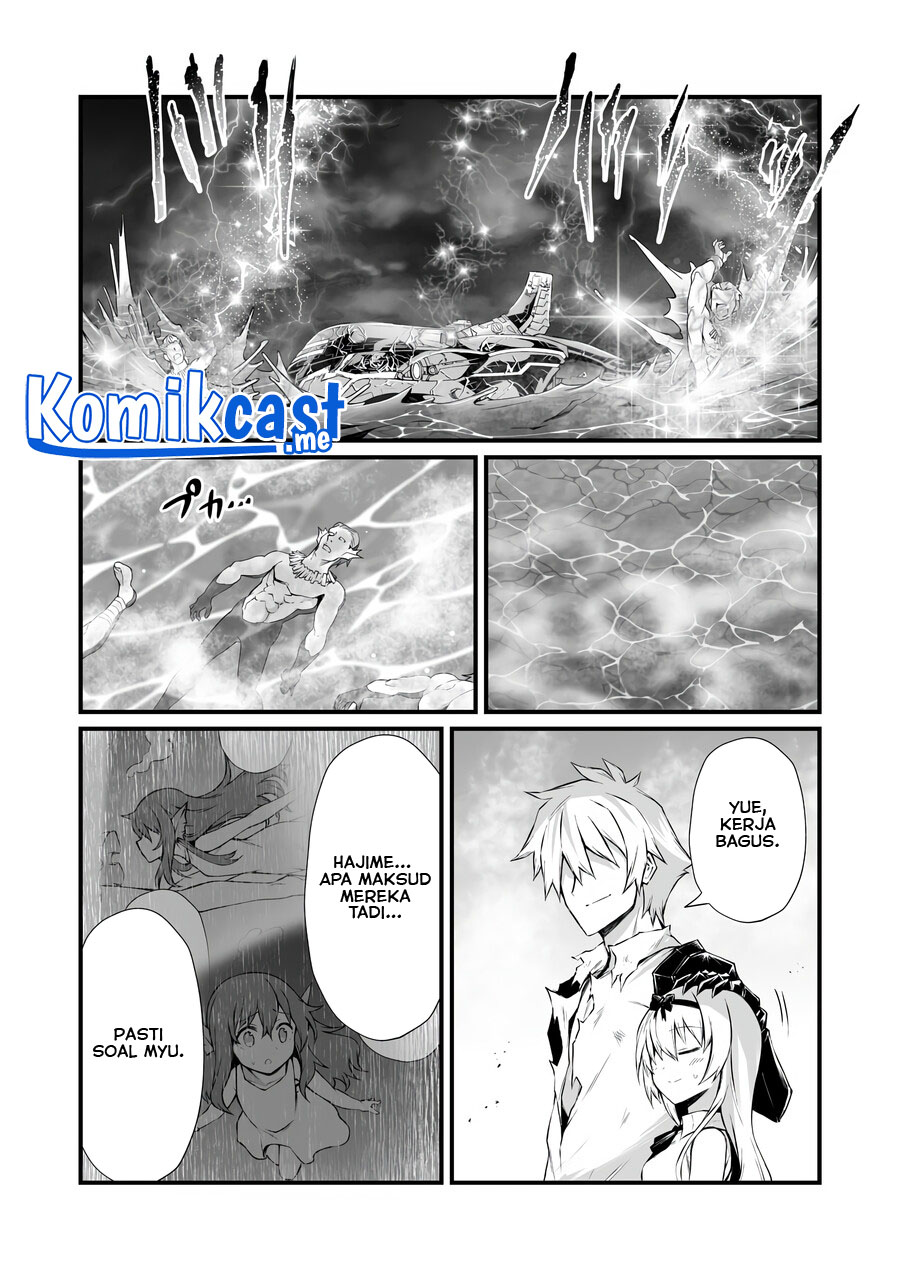 Komikcast
.me
プカ…
YUE,
KERJA
BAGUS.
HAJIME...
APA MAKSUD
MEREKA
TADI...
PASTI
SOAL MYU.